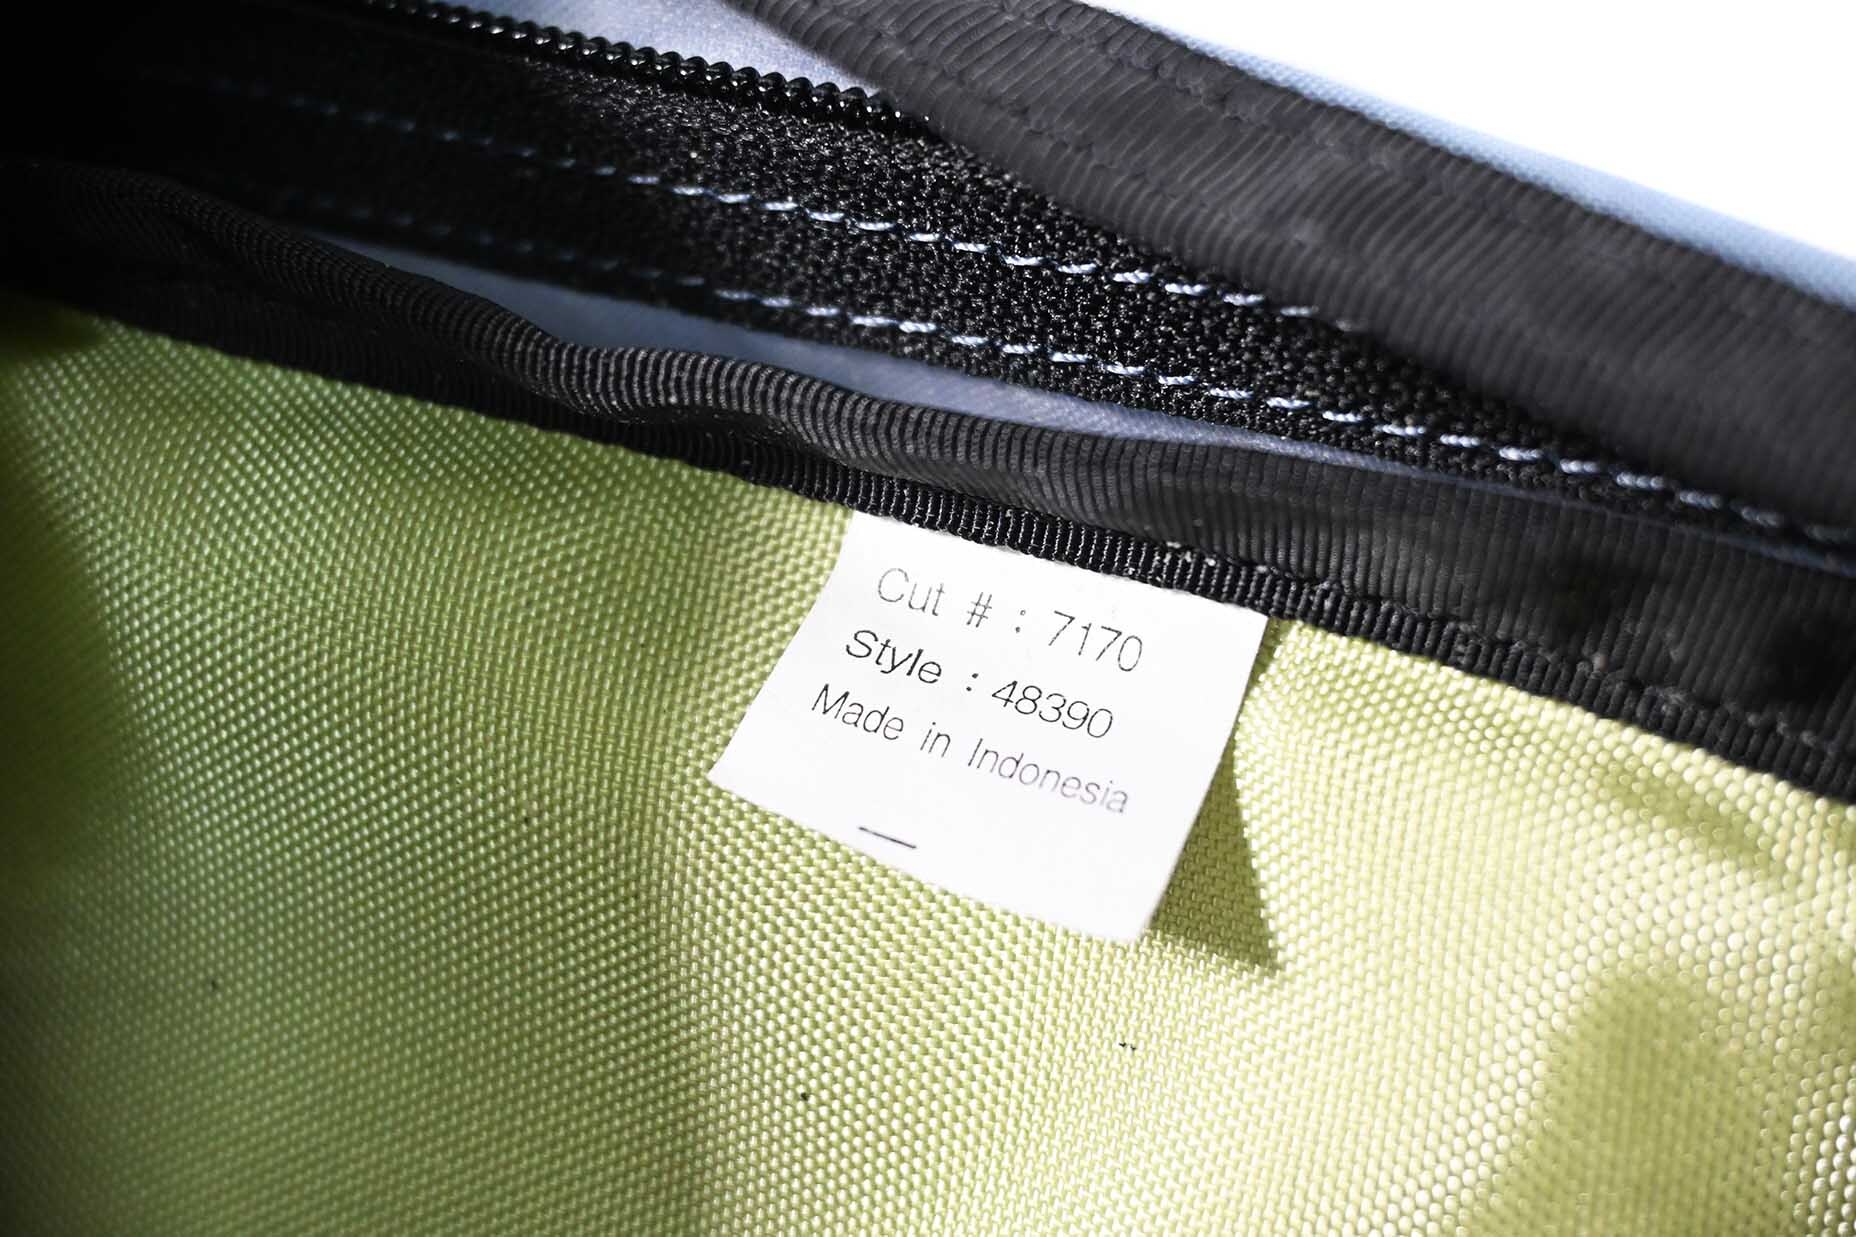 Cut # : 7170
Style : 48390
Made in Indonesia